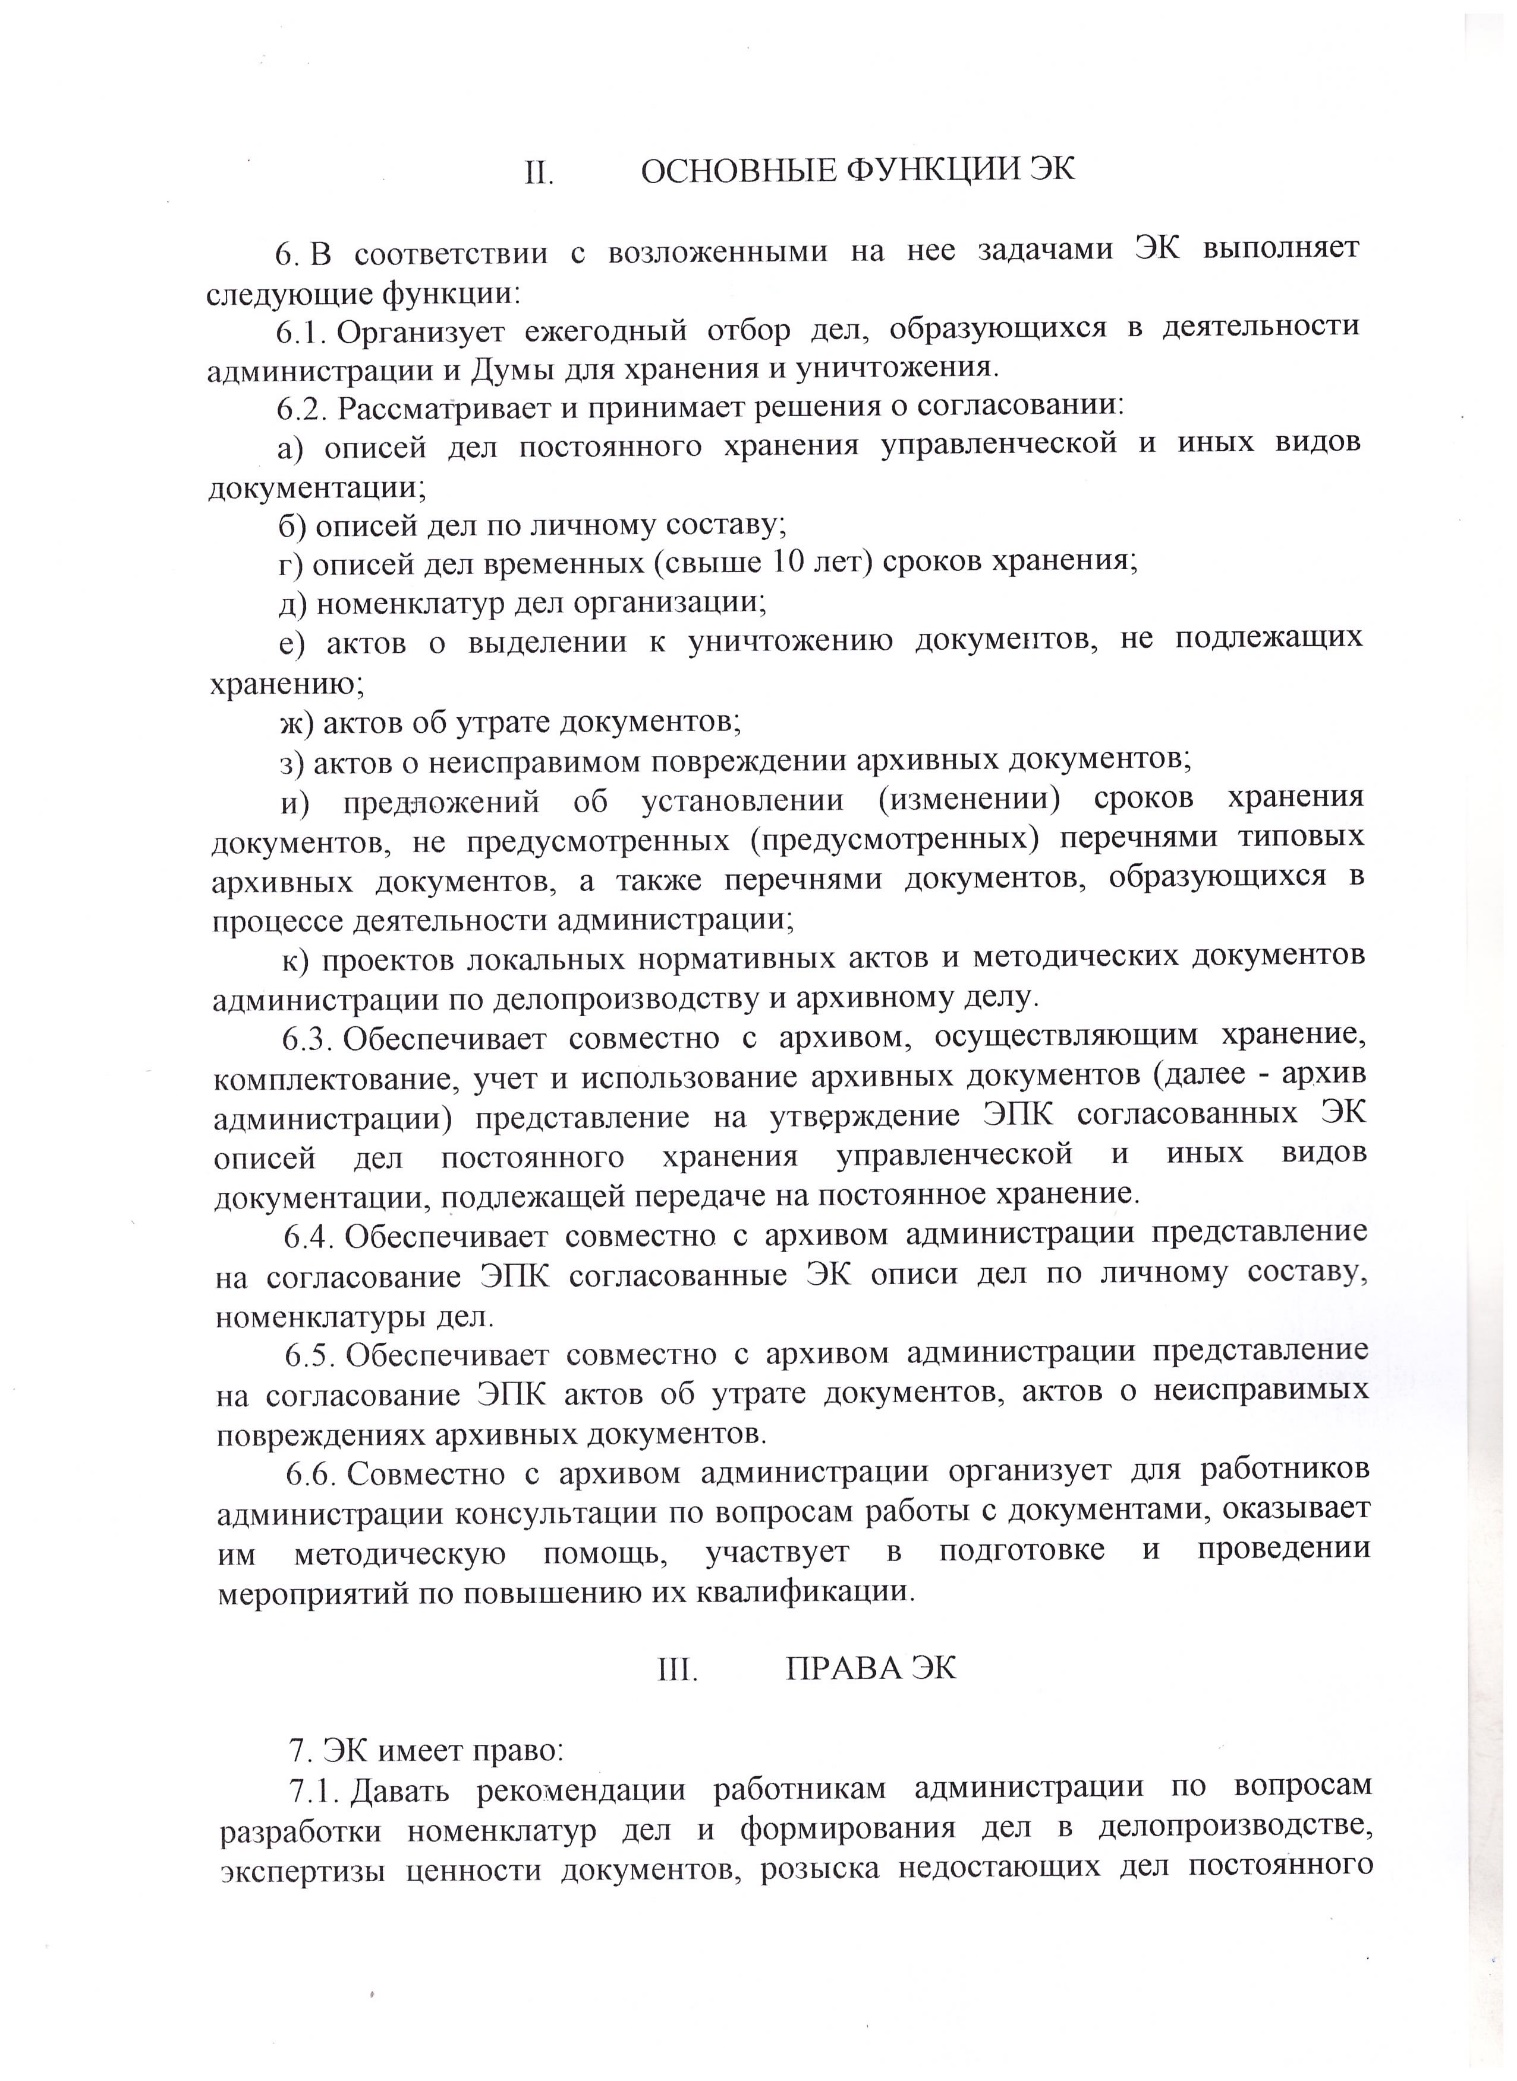 II. ОСНОВНЫЕ ФУНКЦИИ ЭК
6. В соответствии с возложенными на нее задачами ЭК выполняет
следующие функции:
6.1. Организует ежегодный отбор дел, образующихся в деятельности
администрации и Думы для хранения и уничтожения.
6.2. Рассматривает и принимает решения о согласовании:
а) описей дел постоянного хранения управленческой и иных видов
документации;
б) описей дел по личному составу;
г) описей дел временных (свыше 10 лет) сроков хранения;
д) номенклатур дел организации;
е) актов о выделении к уничтожению документов, не подлежащих
хранению;
ж) актов об утрате документов;
з) актов о неисправимом повреждении архивных документов;
и) предложений об установлении (изменении) сроков хранения
документов, не предусмотренных (предусмотренных) перечнями типовых
архивных документов, а также перечнями документов, образующихся в
процессе деятельности администрации;
к) проектов локальных нормативных актов и методических документов
администрации по делопроизводству и архивному делу.
6.3. Обеспечивает совместно с архивом, осуществляющим хранение,
комплектование, учет и использование архивных документов (далее - архив
администрации) представление на утверждение ЭПК согласованных ЭК
описей дел постоянного хранения управленческой и иных видов
документации, подлежащей передаче на постоянное хранение.
6.4. Обеспечивает совместно с архивом администрации представление
на согласование ЭПК согласованные ЭК описи дел по личному составу,
номенклатуры дел.
6.5. Обеспечивает совместно с архивом администрации представление
на согласование ЭПК актов об утрате документов, актов о неисправимых
повреждениях архивных документов.
6.6. Совместно с архивом администрации организует для работников
администрации консультации по вопросам работы с документами, оказывает
им методическую помощь, участвует в подготовке и проведении
мероприятий по повышению их квалификации.
III. ПРАВА ЭК
7. ЭК имеет право:
7.1. Давать рекомендации работникам администрации по вопросам
разработки номенклатур дел и формирования дел в делопроизводстве,
экспертизы ценности документов, розыска недостающих дел постоянного